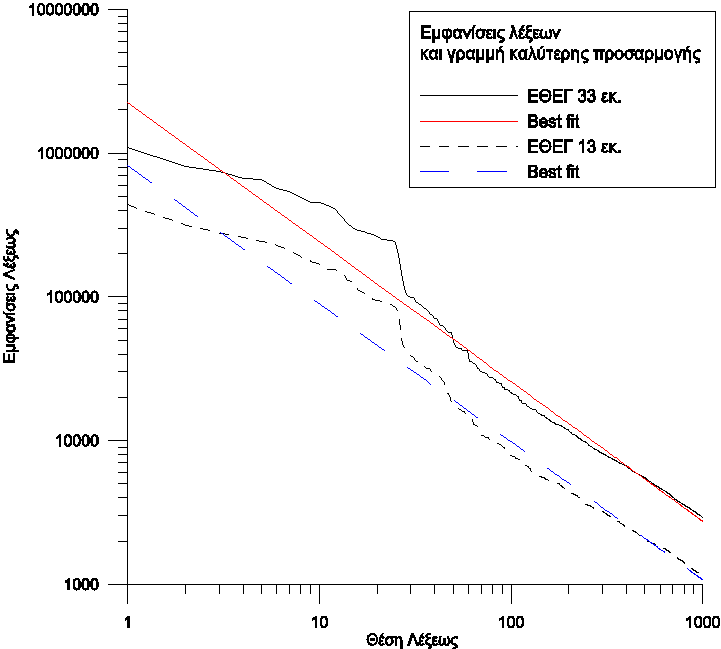 10000000
Εμφανίσεις λέξεων
και γραμμή καλύτερης προσαρμογής
ΕΘΕΓ 33 εκ.
Best fit
ΕΘΕΓ 13 εκ.
Best fit
1000000
100000
10000
1000
Εμφανίσεις Λέξεως
1 10 100 1000
Θέση Λέξεως